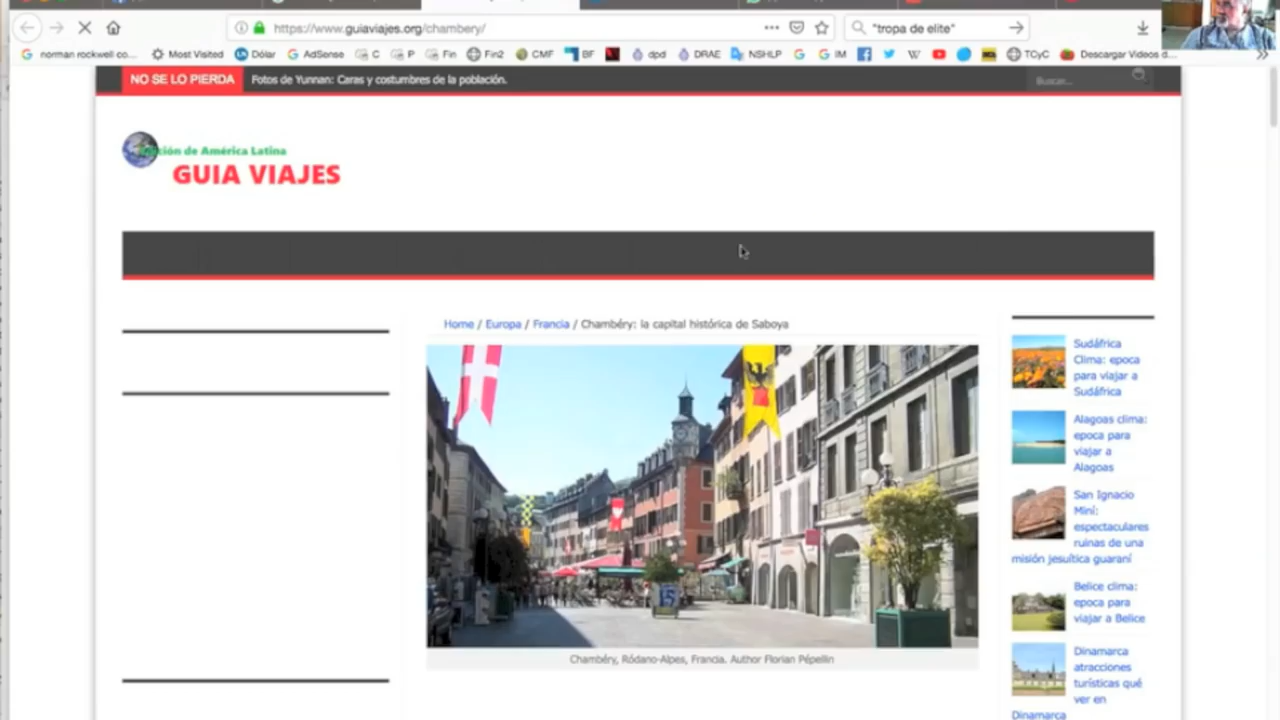 https://www.guiaviajes.org/chambery/
"tropa de elite"
norman rockwell co...
Most Visited
Dólar
AdSense
C
P
Fin
Fin2
CMF
BF
dpd
DRAE
NSHLP
G
IM
TCyC
Descargar Videos d...
NO SE LO PIERDA
Fotos de Yunnan: Caras y costumbres de la población.
Buscar...
ción de América Latina
GUIA VIAJES
Home / Europa / Francia / Chambéry: la capital histórica de Saboya
Chambéry, Ródano-Alpes, Francia. Author Florian Pépellin
Sudáfrica
Clima: epoca
para viajar a
Sudáfrica
Alagoas clima:
epoca para
viajar a
Alagoas
San Ignacio
Miní:
espectaculares
ruinas de una
misión jesuítica guaraní
Belice clima:
epoca para
viajar a Belice
Dinamarca
atracciones
turísticas qué
ver en
Dinamarca